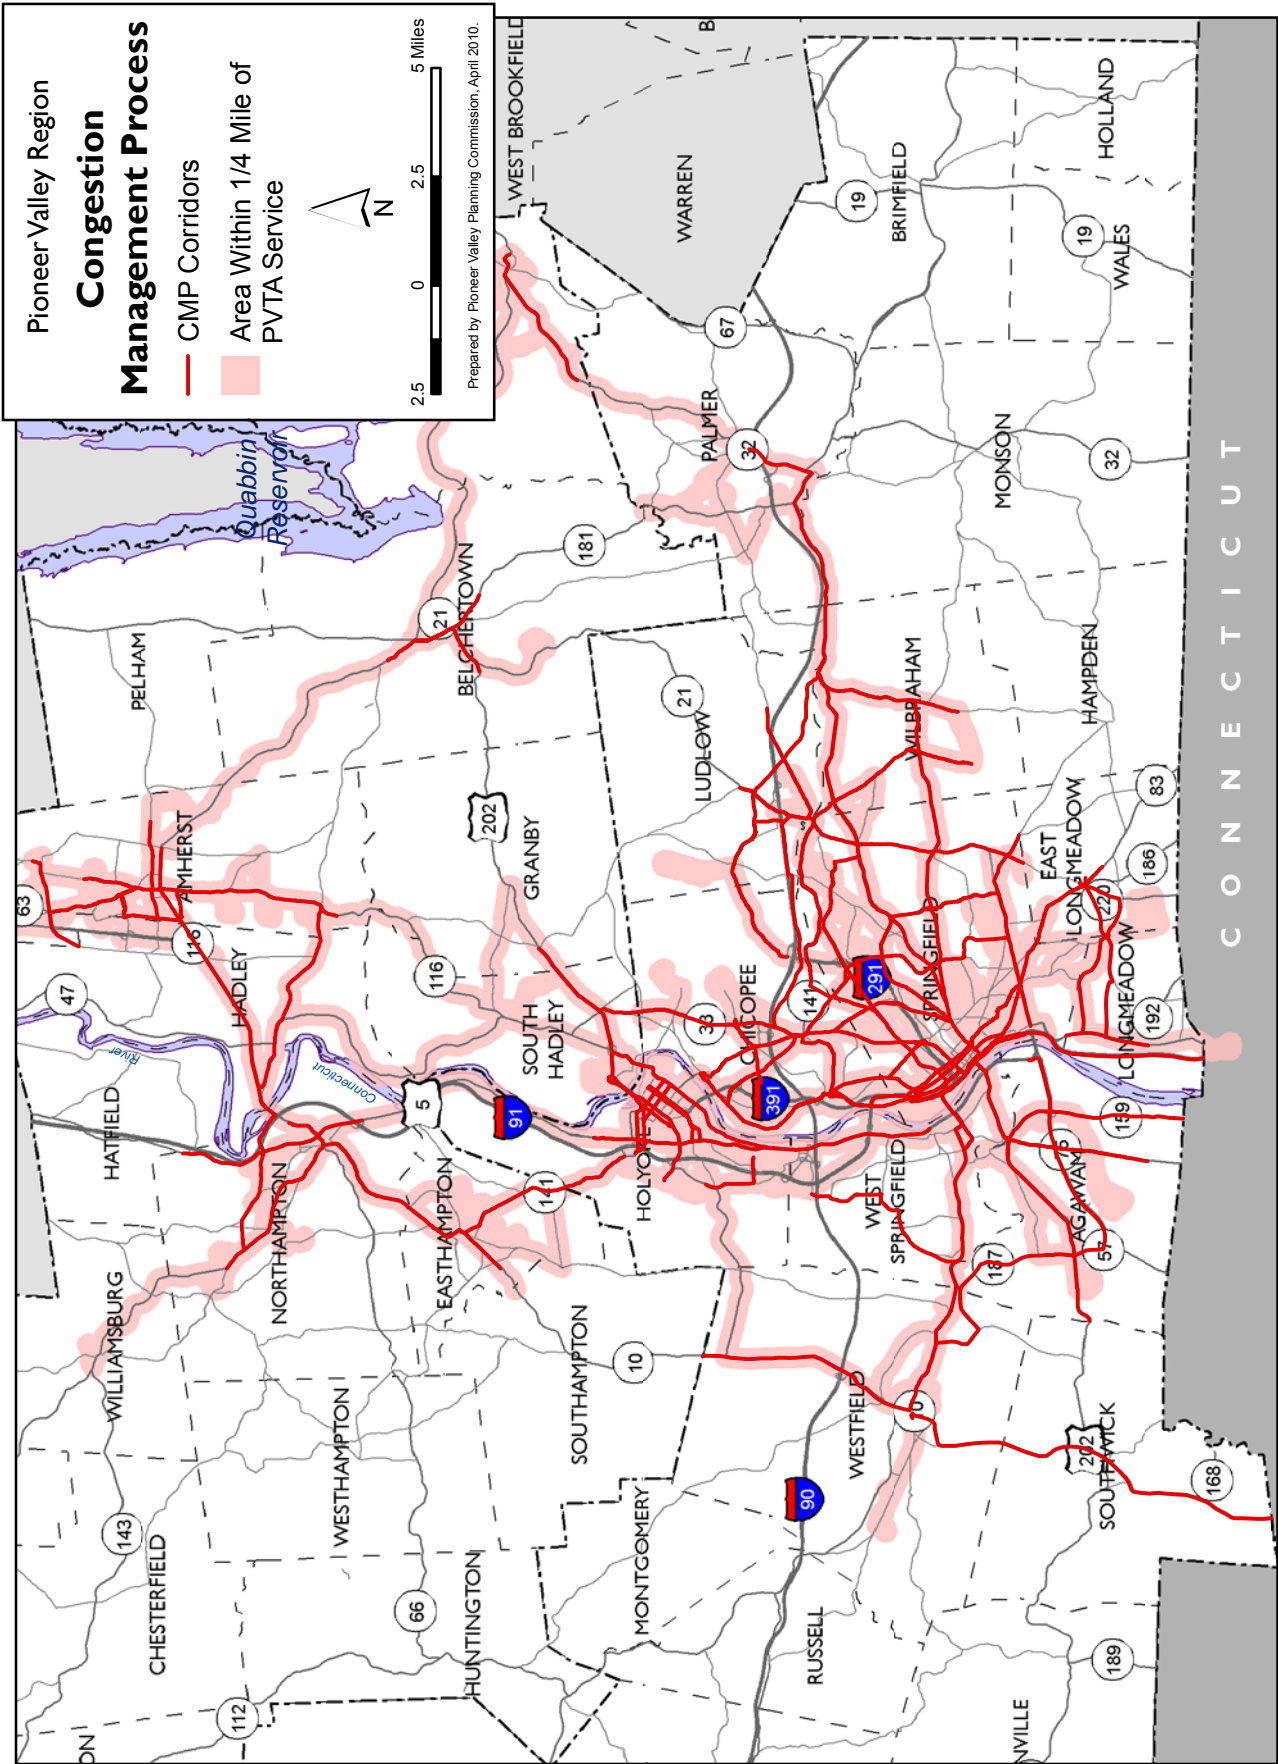 Pioneer Valley Region
Congestion
Management Process
CMP Corridors
Area Within 1/4 Mile of
PVTA Service
N
2.5
0
2.5
5 Miles
Prepared by Pioneer Valley Planning Commission, April 2010.
WEST BROOKFIELD
B
WARREN
HOLLAND
BRIMFIELD
19
19
WALES
67
PALMER
32
MONSON
32
Quabbin
Reservoir
181
BELCHERTOWN
21
PELHAM
21
LUDLOW
WILBRAHAM
HAMPDEN
CONNECTICUT
202
GRANBY
AMHERST
63
116
116
HADLEY
47
River
Connecticut
SOUTH
HADLEY
33
CHICOPEE
141
291
SPRINGFIELD
EAST
LONGMEADOW
83
186
220
LONGMEADOW
192
HATFIELD
5
91
391
159
HOLYOKE
141
WEST
SPRINGFIELD
75
AGAWAM
57
187
NORTHAMPTON
EASTHAMPTON
WILLIAMSBURG
SOUTHAMPTON
10
WESTHAMPTON
WESTFIELD
10
202
SOUTHWICK
168
90
143
CHESTERFIELD
66
HUNTINGTON
MONTGOMERY
RUSSELL
189
112
ON
NVILLE